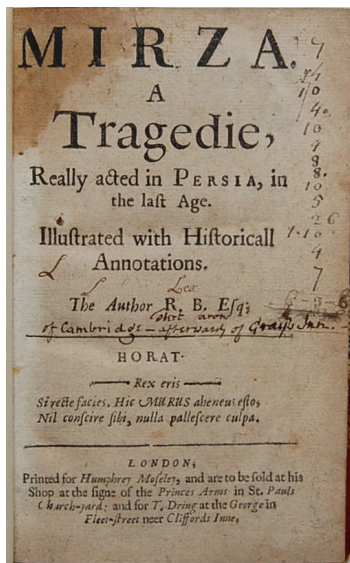 MIRZA.
A
Tragedie,
Really acted in PERSIA, in
the laſt Age.
Illuſtrated with Hiſtoricall
Annotations.
The Author R. B. Eſq;
of Cambridge – afterwards of Grays Inn.
HORAT.
Rex eris
Si recte facies. Hic MURUS aheneus eſto,
Nil conſcire ſibi, nulla palleſcere culpa.
LONDON,
Printed for Humphrey Moſeley, and are to be ſold at his
Shop at the ſigne of the Princes Arms in St. Pauls
Church-yard; and for T. Dring at the George in
Fleet-ſtreet neer Cliffords Inne.